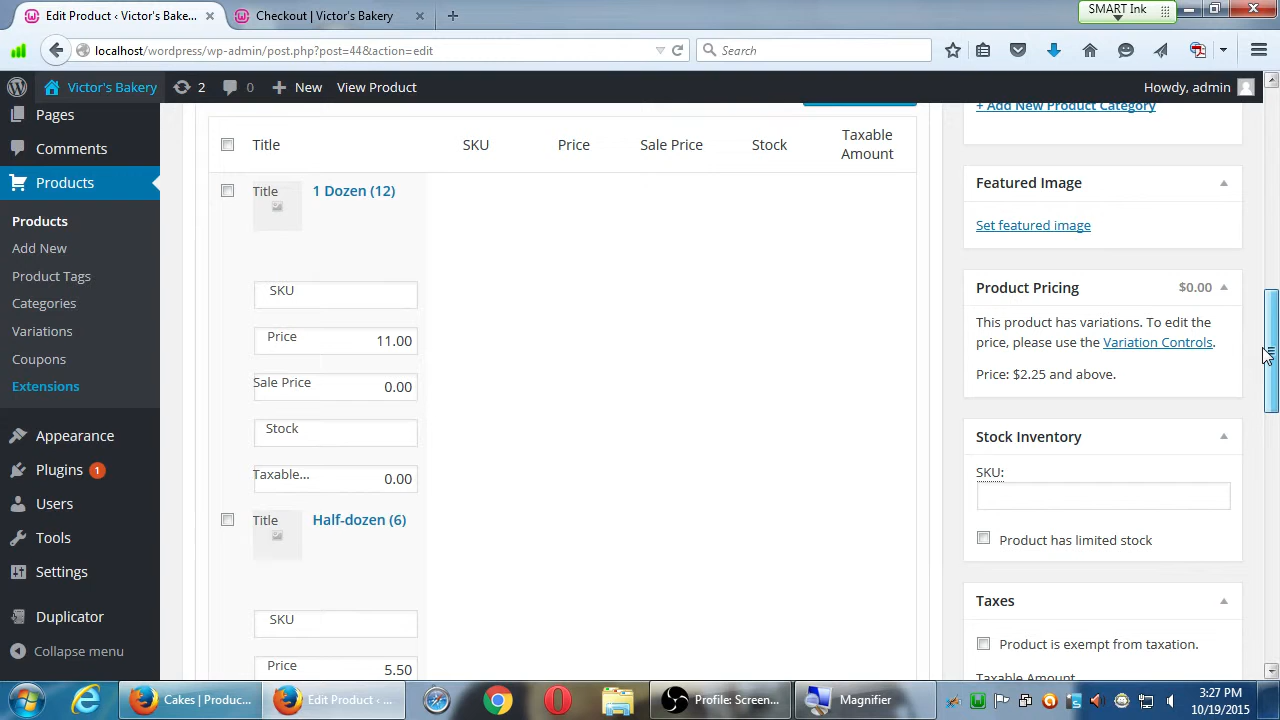 Edit Product ‹ Victor's Bake...
Checkout | Victor's Bakery
SMART Ink
localhost/wordpress/wp-admin/post.php?post=44&action=edit
Search
Victor's Bakery
2
0
New
View Product
Howdy, admin
Pages
Comments
Products
Products
Add New
Product Tags
Categories
Variations
Coupons
Extensions
Appearance
Plugins 1
Users
Tools
Settings
Duplicator
Collapse menu
Title
SKU
Price
Sale Price
Stock
Taxable
Amount
Title
1 Dozen (12)
SKU
Price
11.00
Sale Price
0.00
Stock
Taxable...
0.00
Title
Half-dozen (6)
SKU
Price
5.50
+ Add New Product Category
Featured Image
Set featured image
Product Pricing
$0.00
This product has variations. To edit the
price, please use the Variation Controls.
Price: $2.25 and above.
Stock Inventory
SKU:
Product has limited stock
Taxes
Product is exempt from taxation.
Taxable Amount
Cakes | Produc...
Edit Product ‹ ...
Profile: Screen...
Magnifier
3:27 PM
10/19/2015